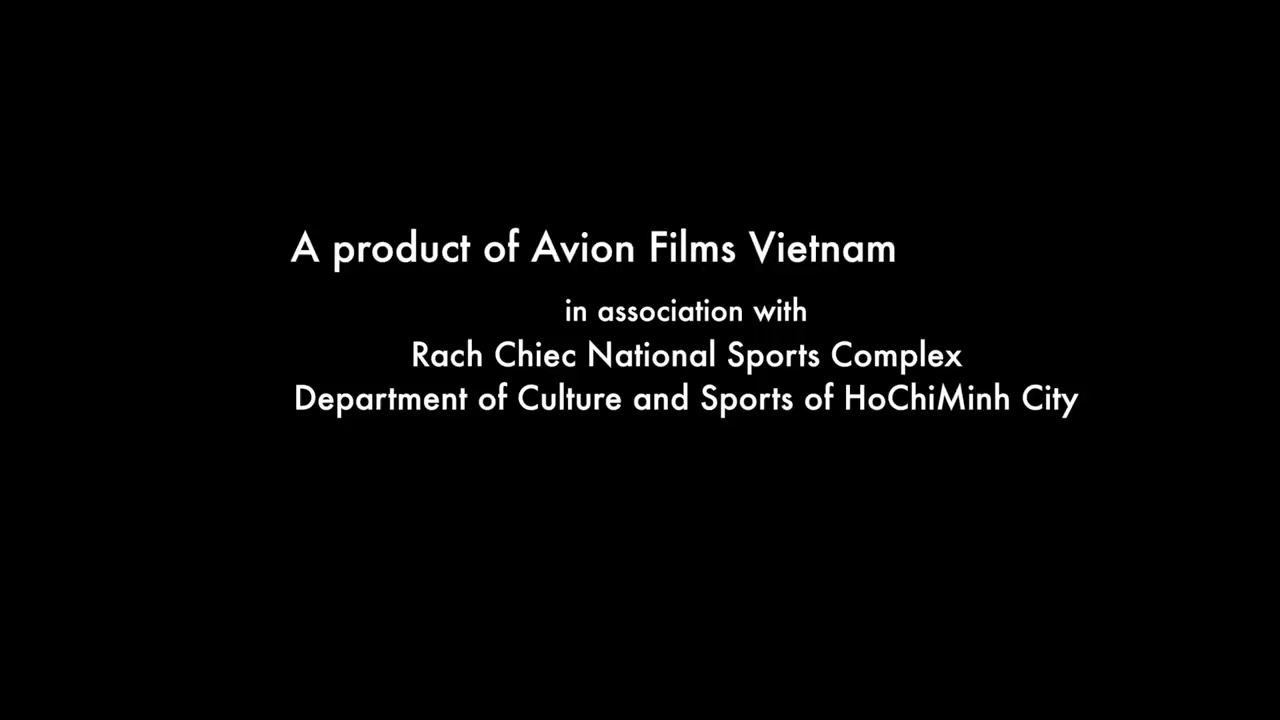 A product of Avion Films Vietnam
in association with
Rach Chiec National Sports Complex
Department of Culture and Sports of HoChiMinh City